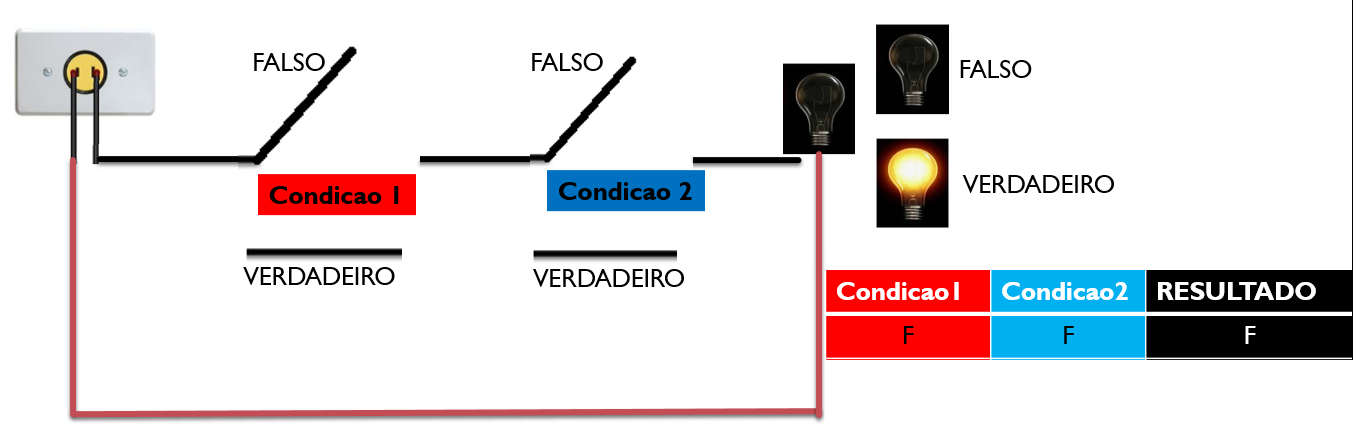 FALSO
FALSO
FALSO
Condicao 1
Condicao 2
VERDADEIRO
VERDADEIRO
VERDADEIRO
Condicao1 Condicao2 RESULTADO
F F F